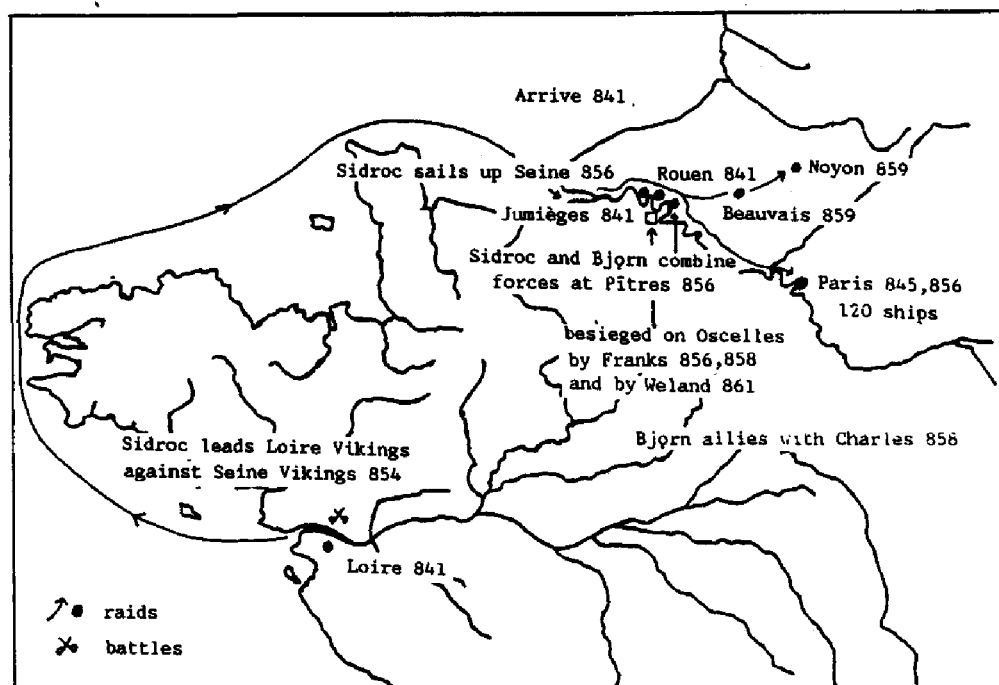 Arrive 841.
Sidroc sails up Seine 856
Rouen 841
Noyon 859
Jumièges 841
Beauvais 859
Sidroc and Bjorn combine
forces at Pîtres 856
Paris 845,856
120 ships
besieged on Oscelles
by Franks 856,858
and by Weland 861
Sidroc leads Loire Vikings
against Seine Vikings 854
Bjorn allies with Charles 858
Loire 841
raids
battles